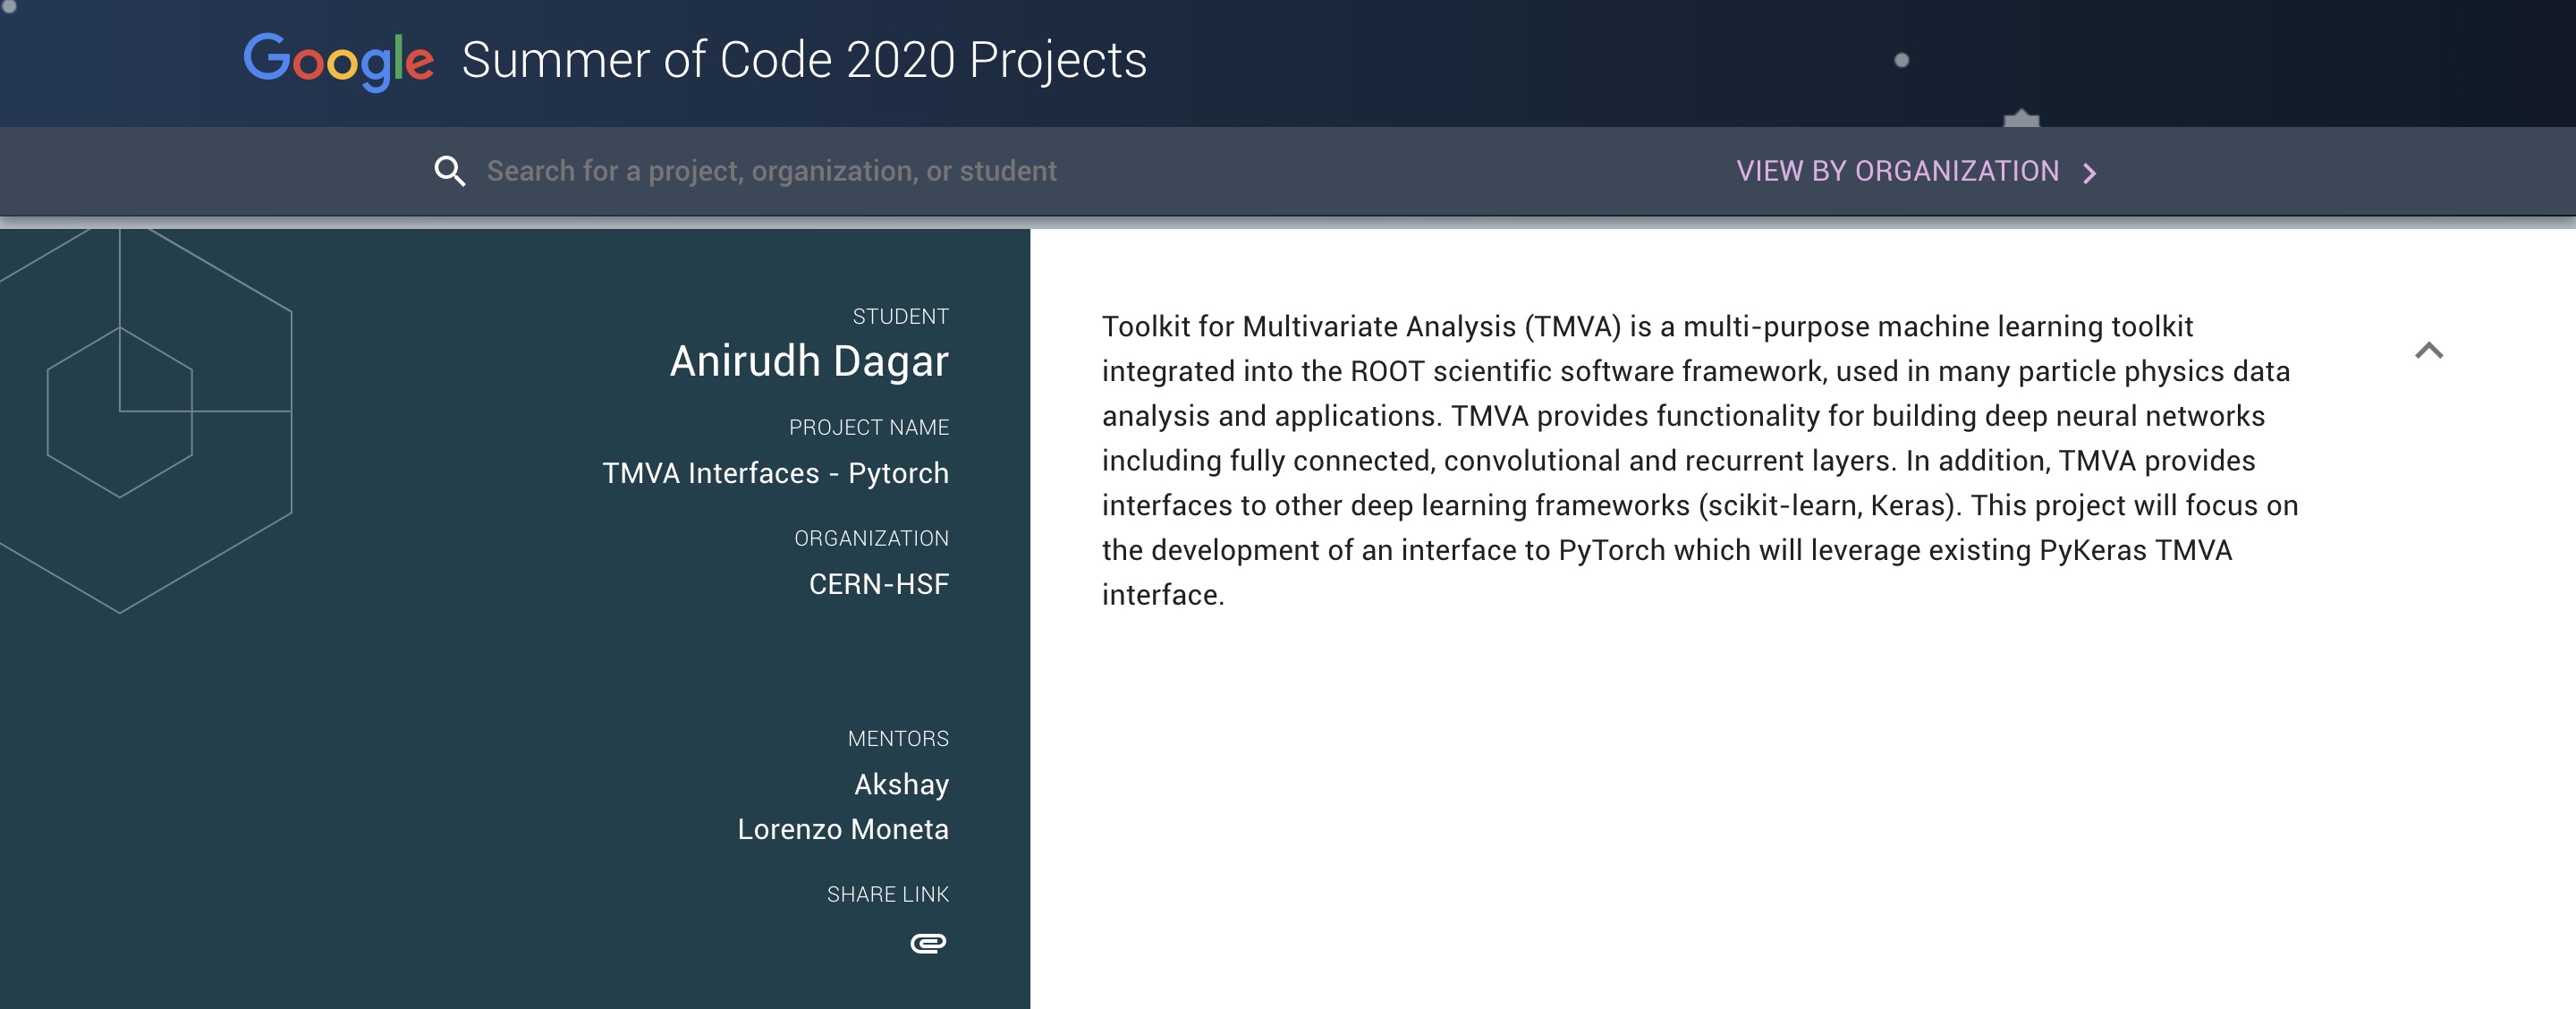 Google Summer of Code 2020 Projects
Search for a project, organization, or student
VIEW BY ORGANIZATION
STUDENT
Anirudh Dagar
PROJECT NAME
TMVA Interfaces - Pytorch
ORGANIZATION
CERN-HSF
MENTORS
Akshay
Lorenzo Moneta
SHARE LINK
Toolkit for Multivariate Analysis (TMVA) is a multi-purpose machine learning toolkit
integrated into the ROOT scientific software framework, used in many particle physics data
analysis and applications. TMVA provides functionality for building deep neural networks
including fully connected, convolutional and recurrent layers. In addition, TMVA provides
interfaces to other deep learning frameworks (scikit-learn, Keras). This project will focus on
the development of an interface to PyTorch which will leverage existing PyKeras TMVA
interface.